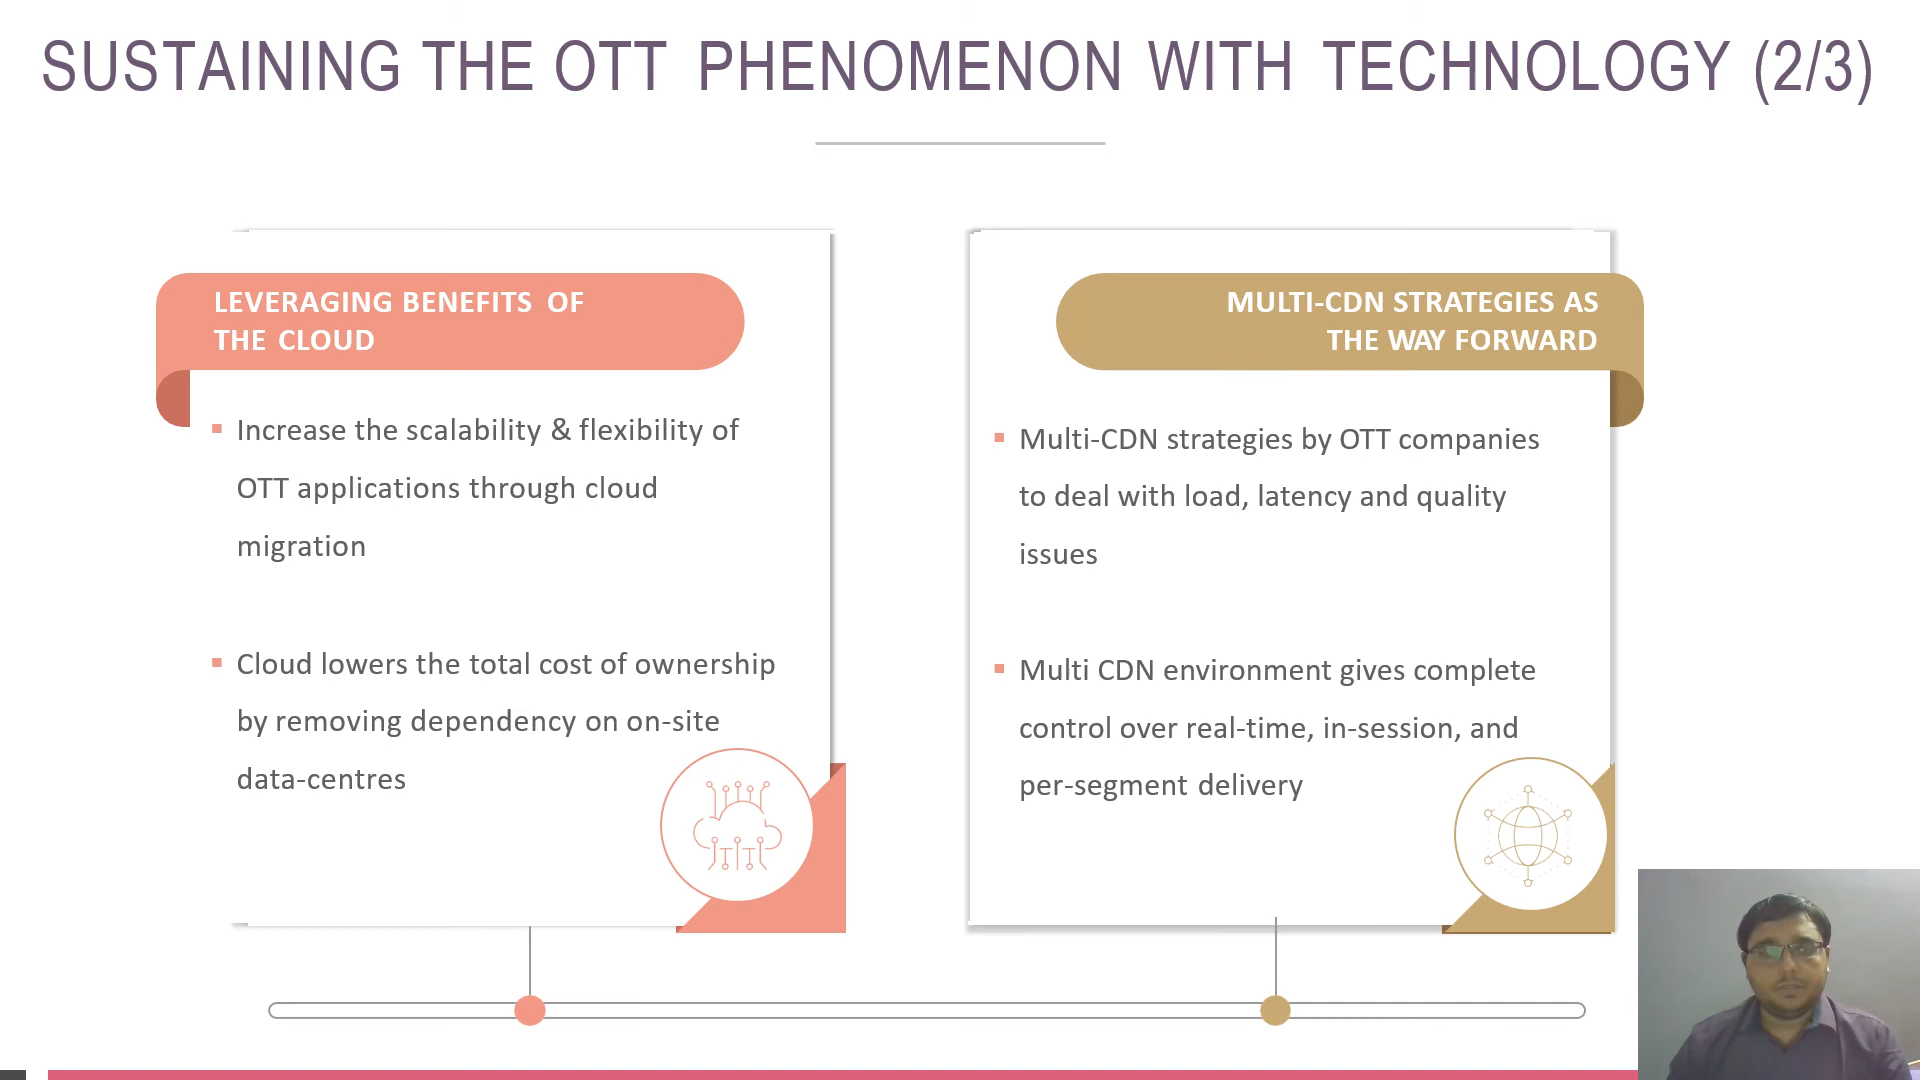 SUSTAINING THE OTT PHENOMENON WITH TECHNOLOGY (2/3)
LEVERAGING BENEFITS OF
THE CLOUD
Increase the scalability & flexibility of
OTT applications through cloud
migration
Cloud lowers the total cost of ownership
by removing dependency on on-site
data-centres
MULTI-CDN STRATEGIES AS
THE WAY FORWARD
Multi-CDN strategies by OTT companies
to deal with load, latency and quality
issues
Multi CDN environment gives complete
control over real-time, in-session, and
per-segment delivery